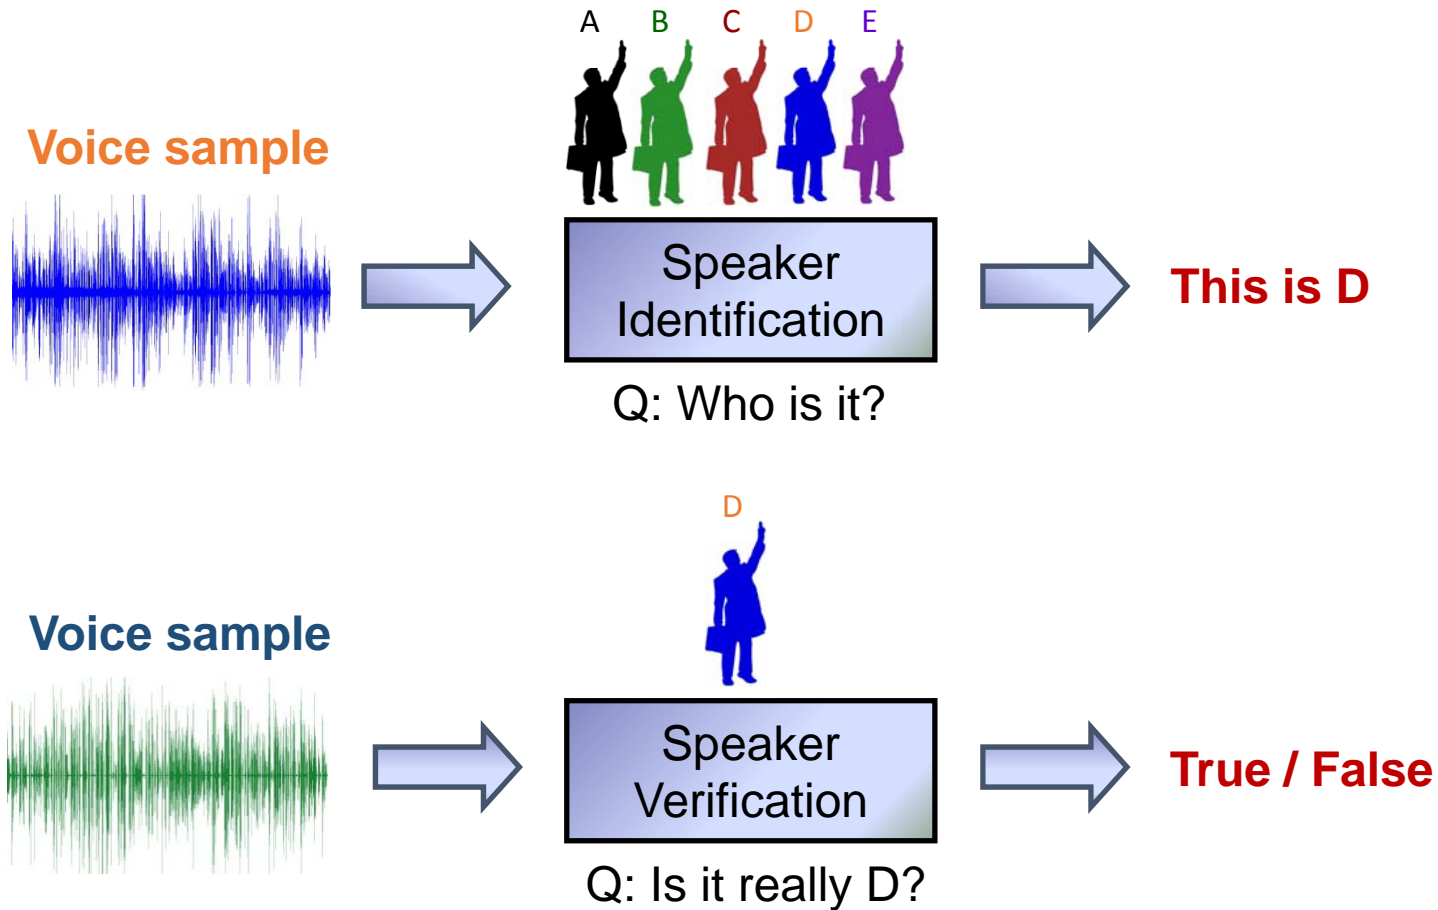 A B C D E
Voice sample
Speaker
Identification
This is D
Q: Who is it?
D
Voice sample
Speaker
Verification
True / False
Q: Is it really D?